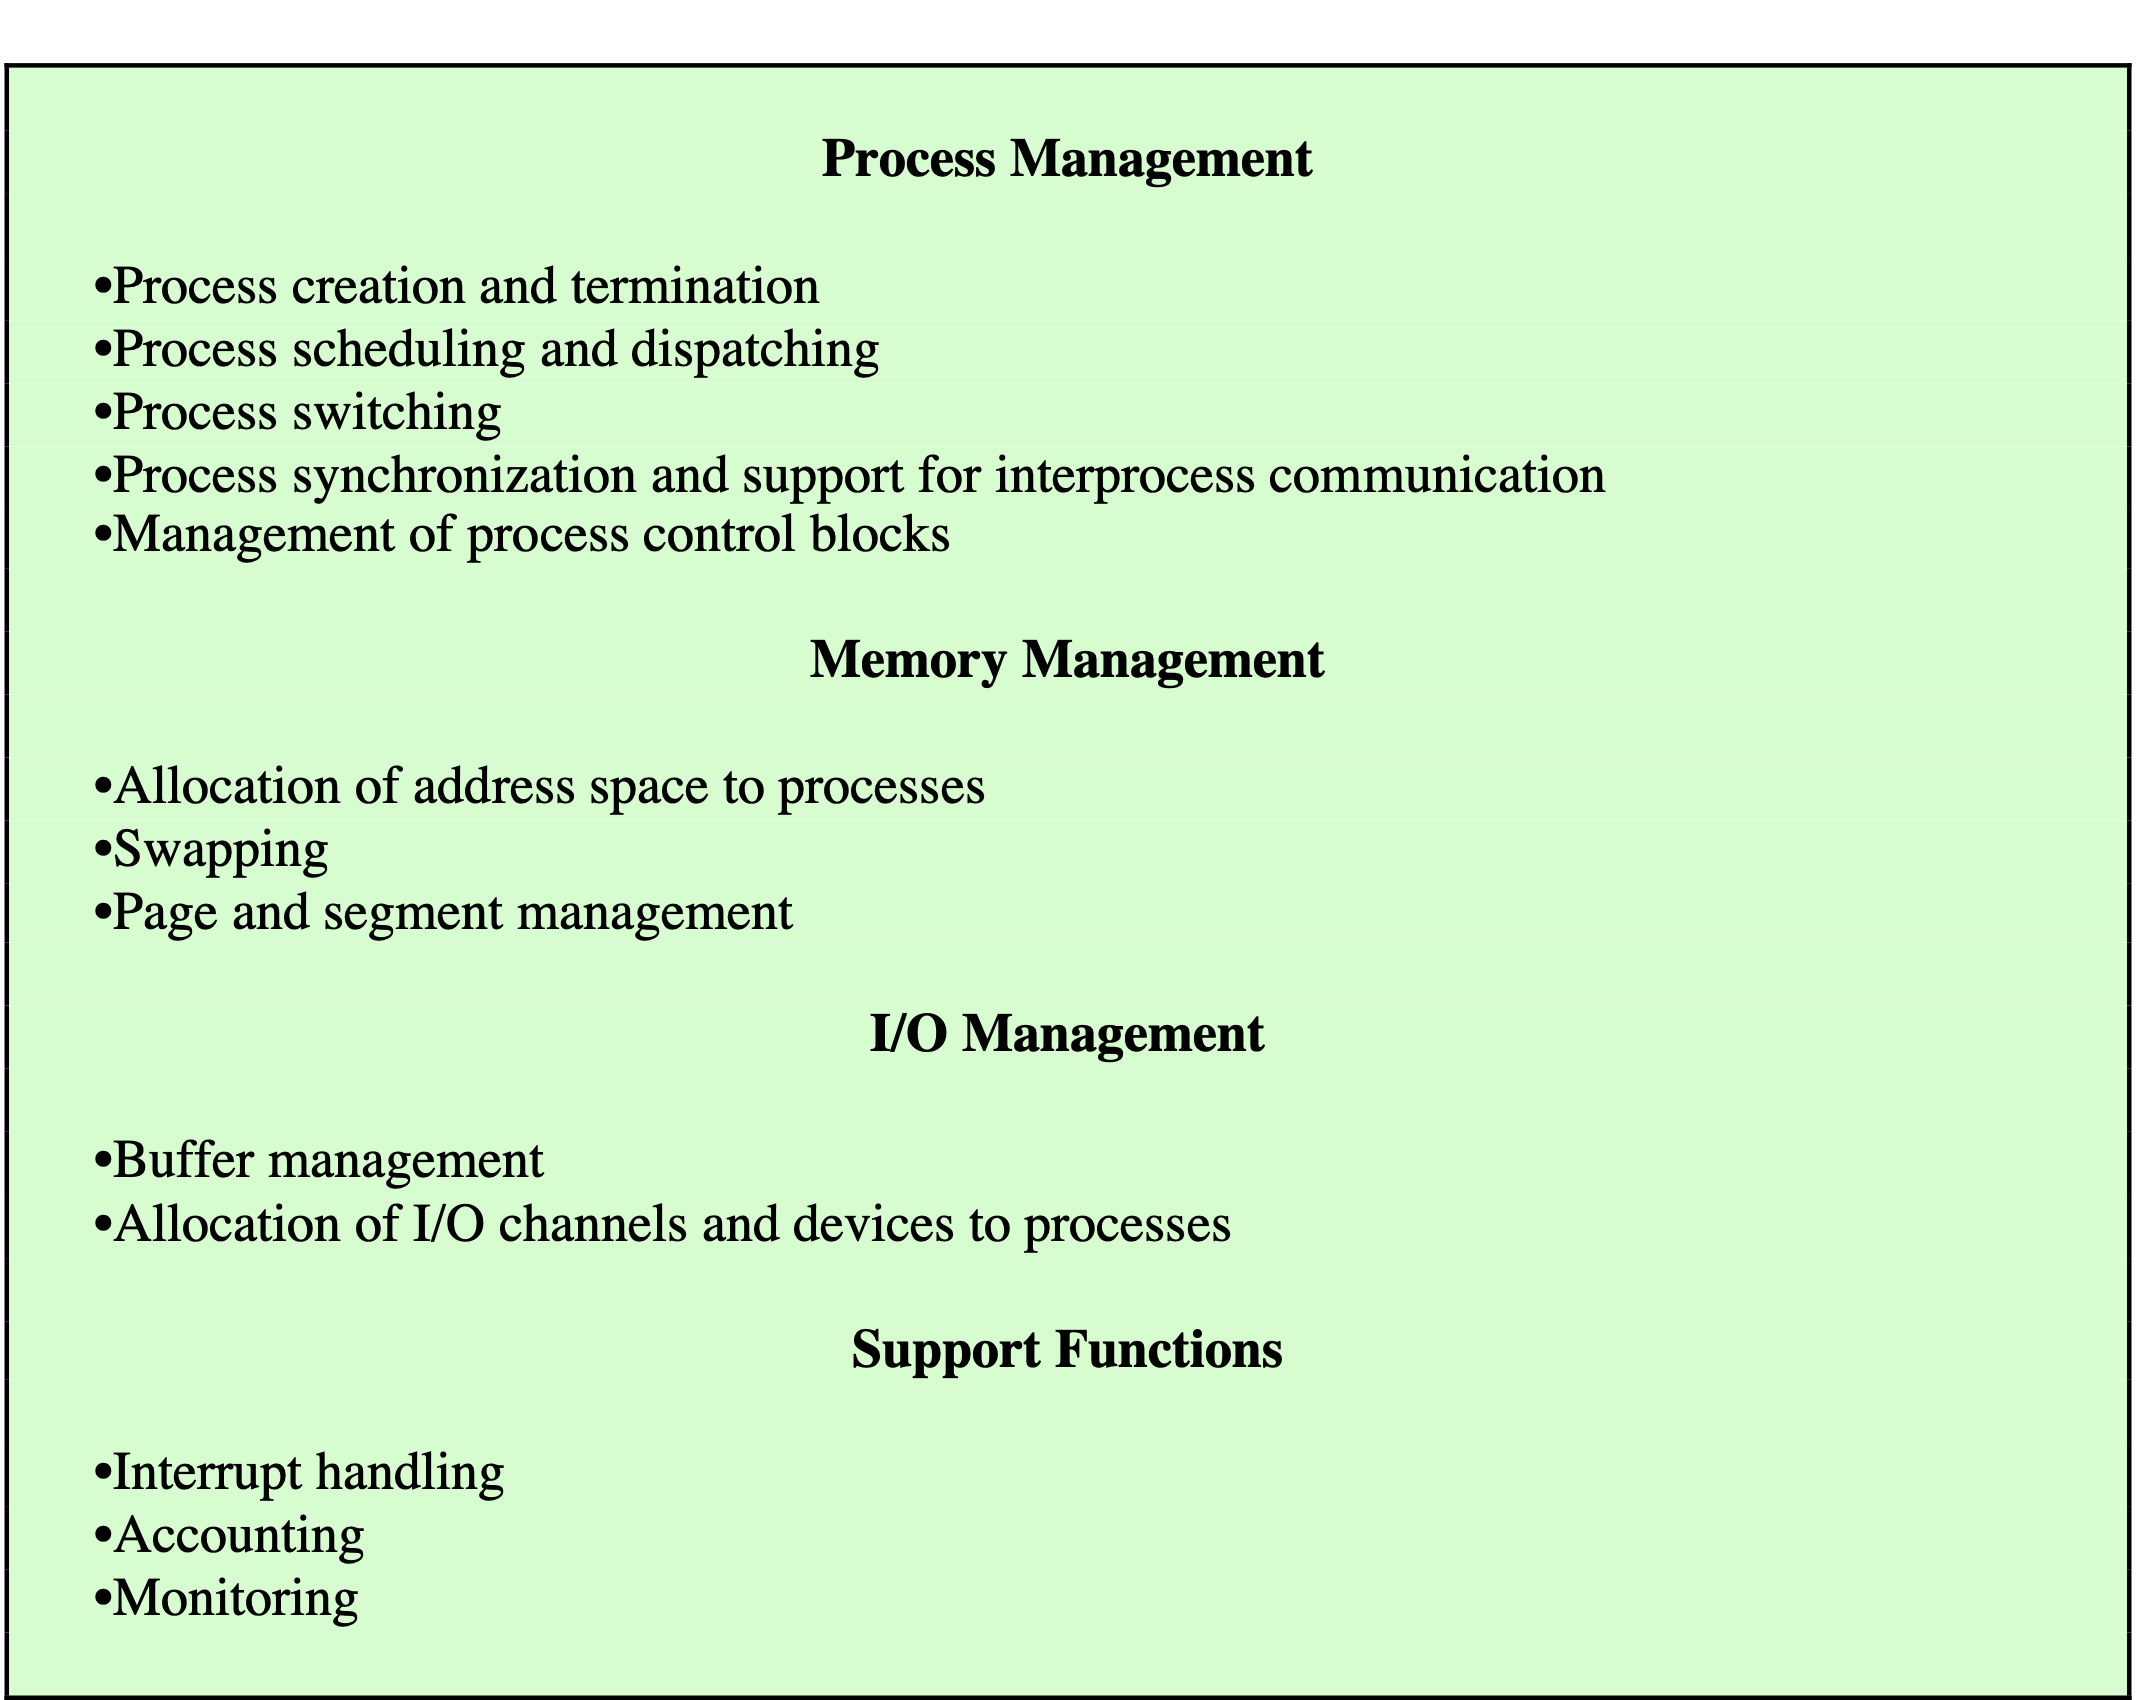 Process Management
•Process creation and termination
•Process scheduling and dispatching
•Process switching
•Process synchronization and support for interprocess communication
•Management of process control blocks
Memory Management
•Allocation of address space to processes
•Swapping
•Page and segment management
I/O Management
•Buffer management
•Allocation of I/O channels and devices to processes
Support Functions
•Interrupt handling
•Accounting
•Monitoring